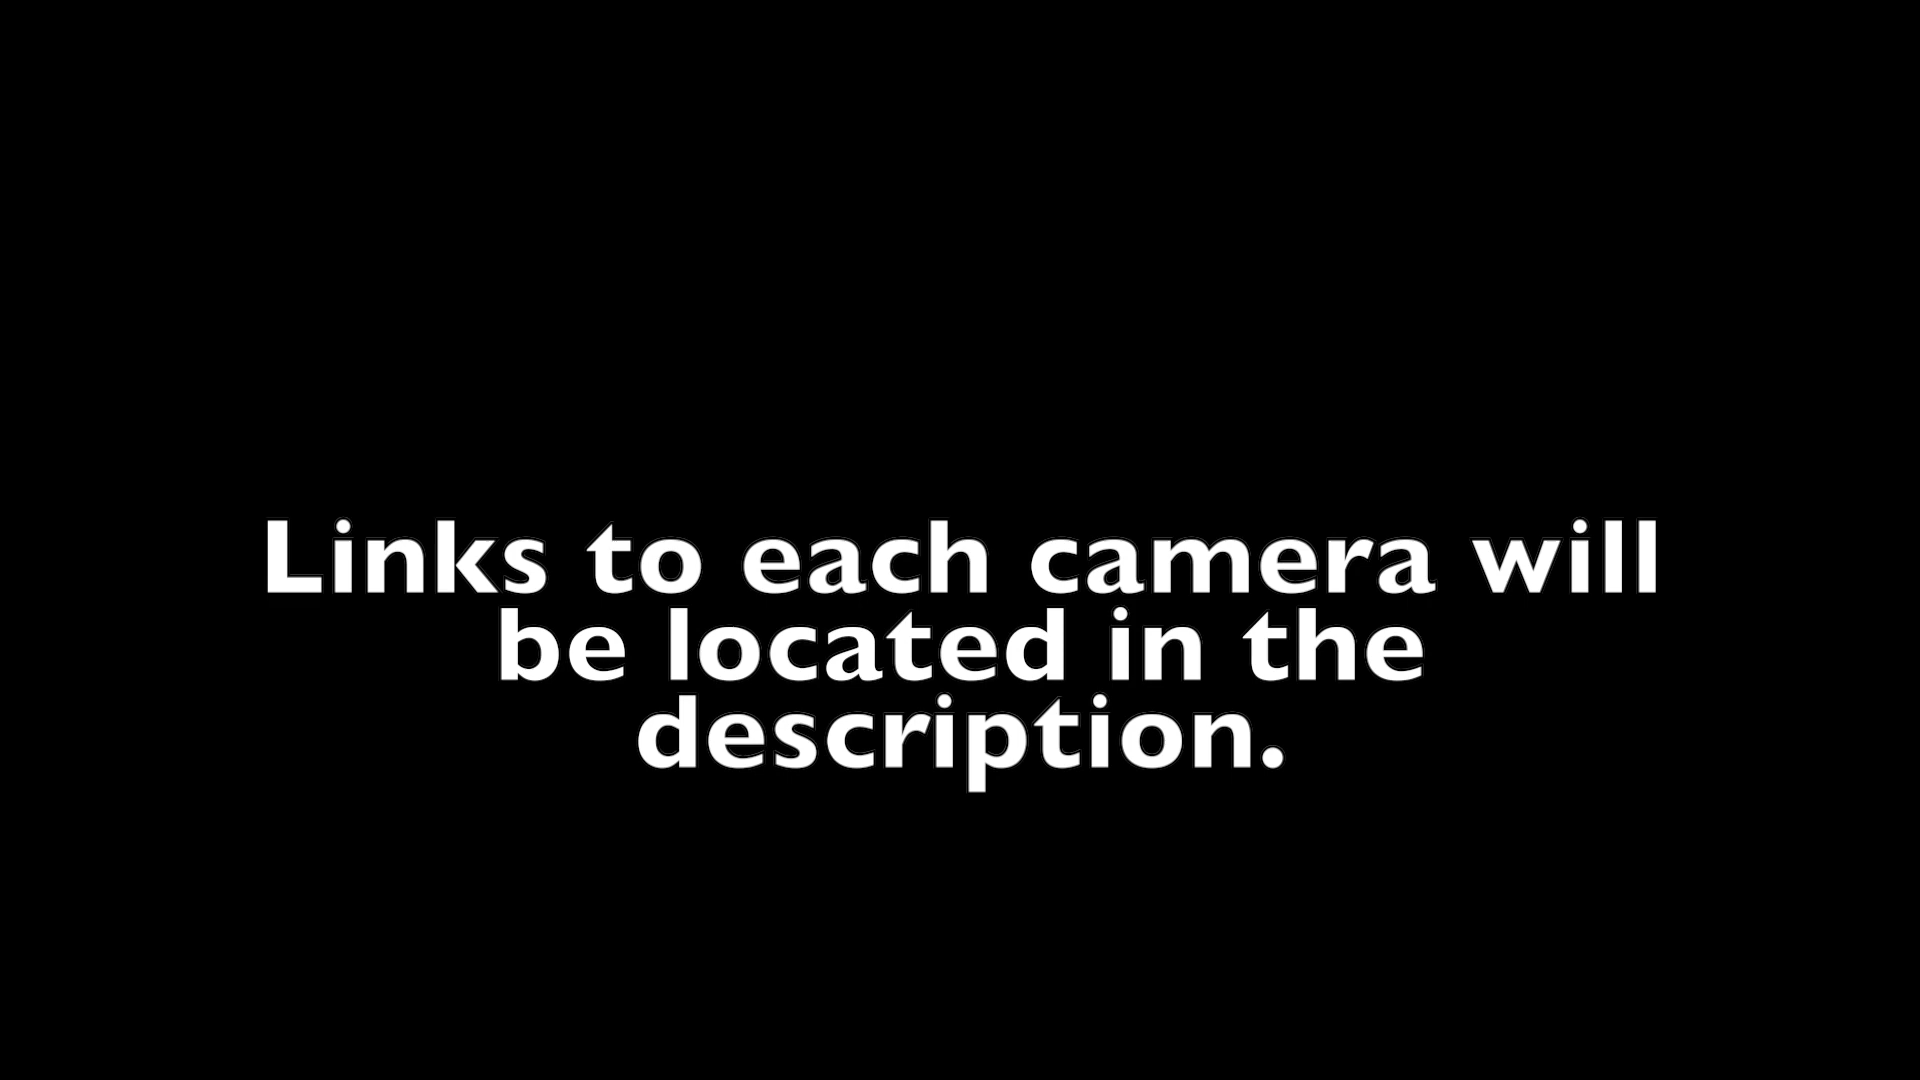 Links to each camera will
be located in the
description.